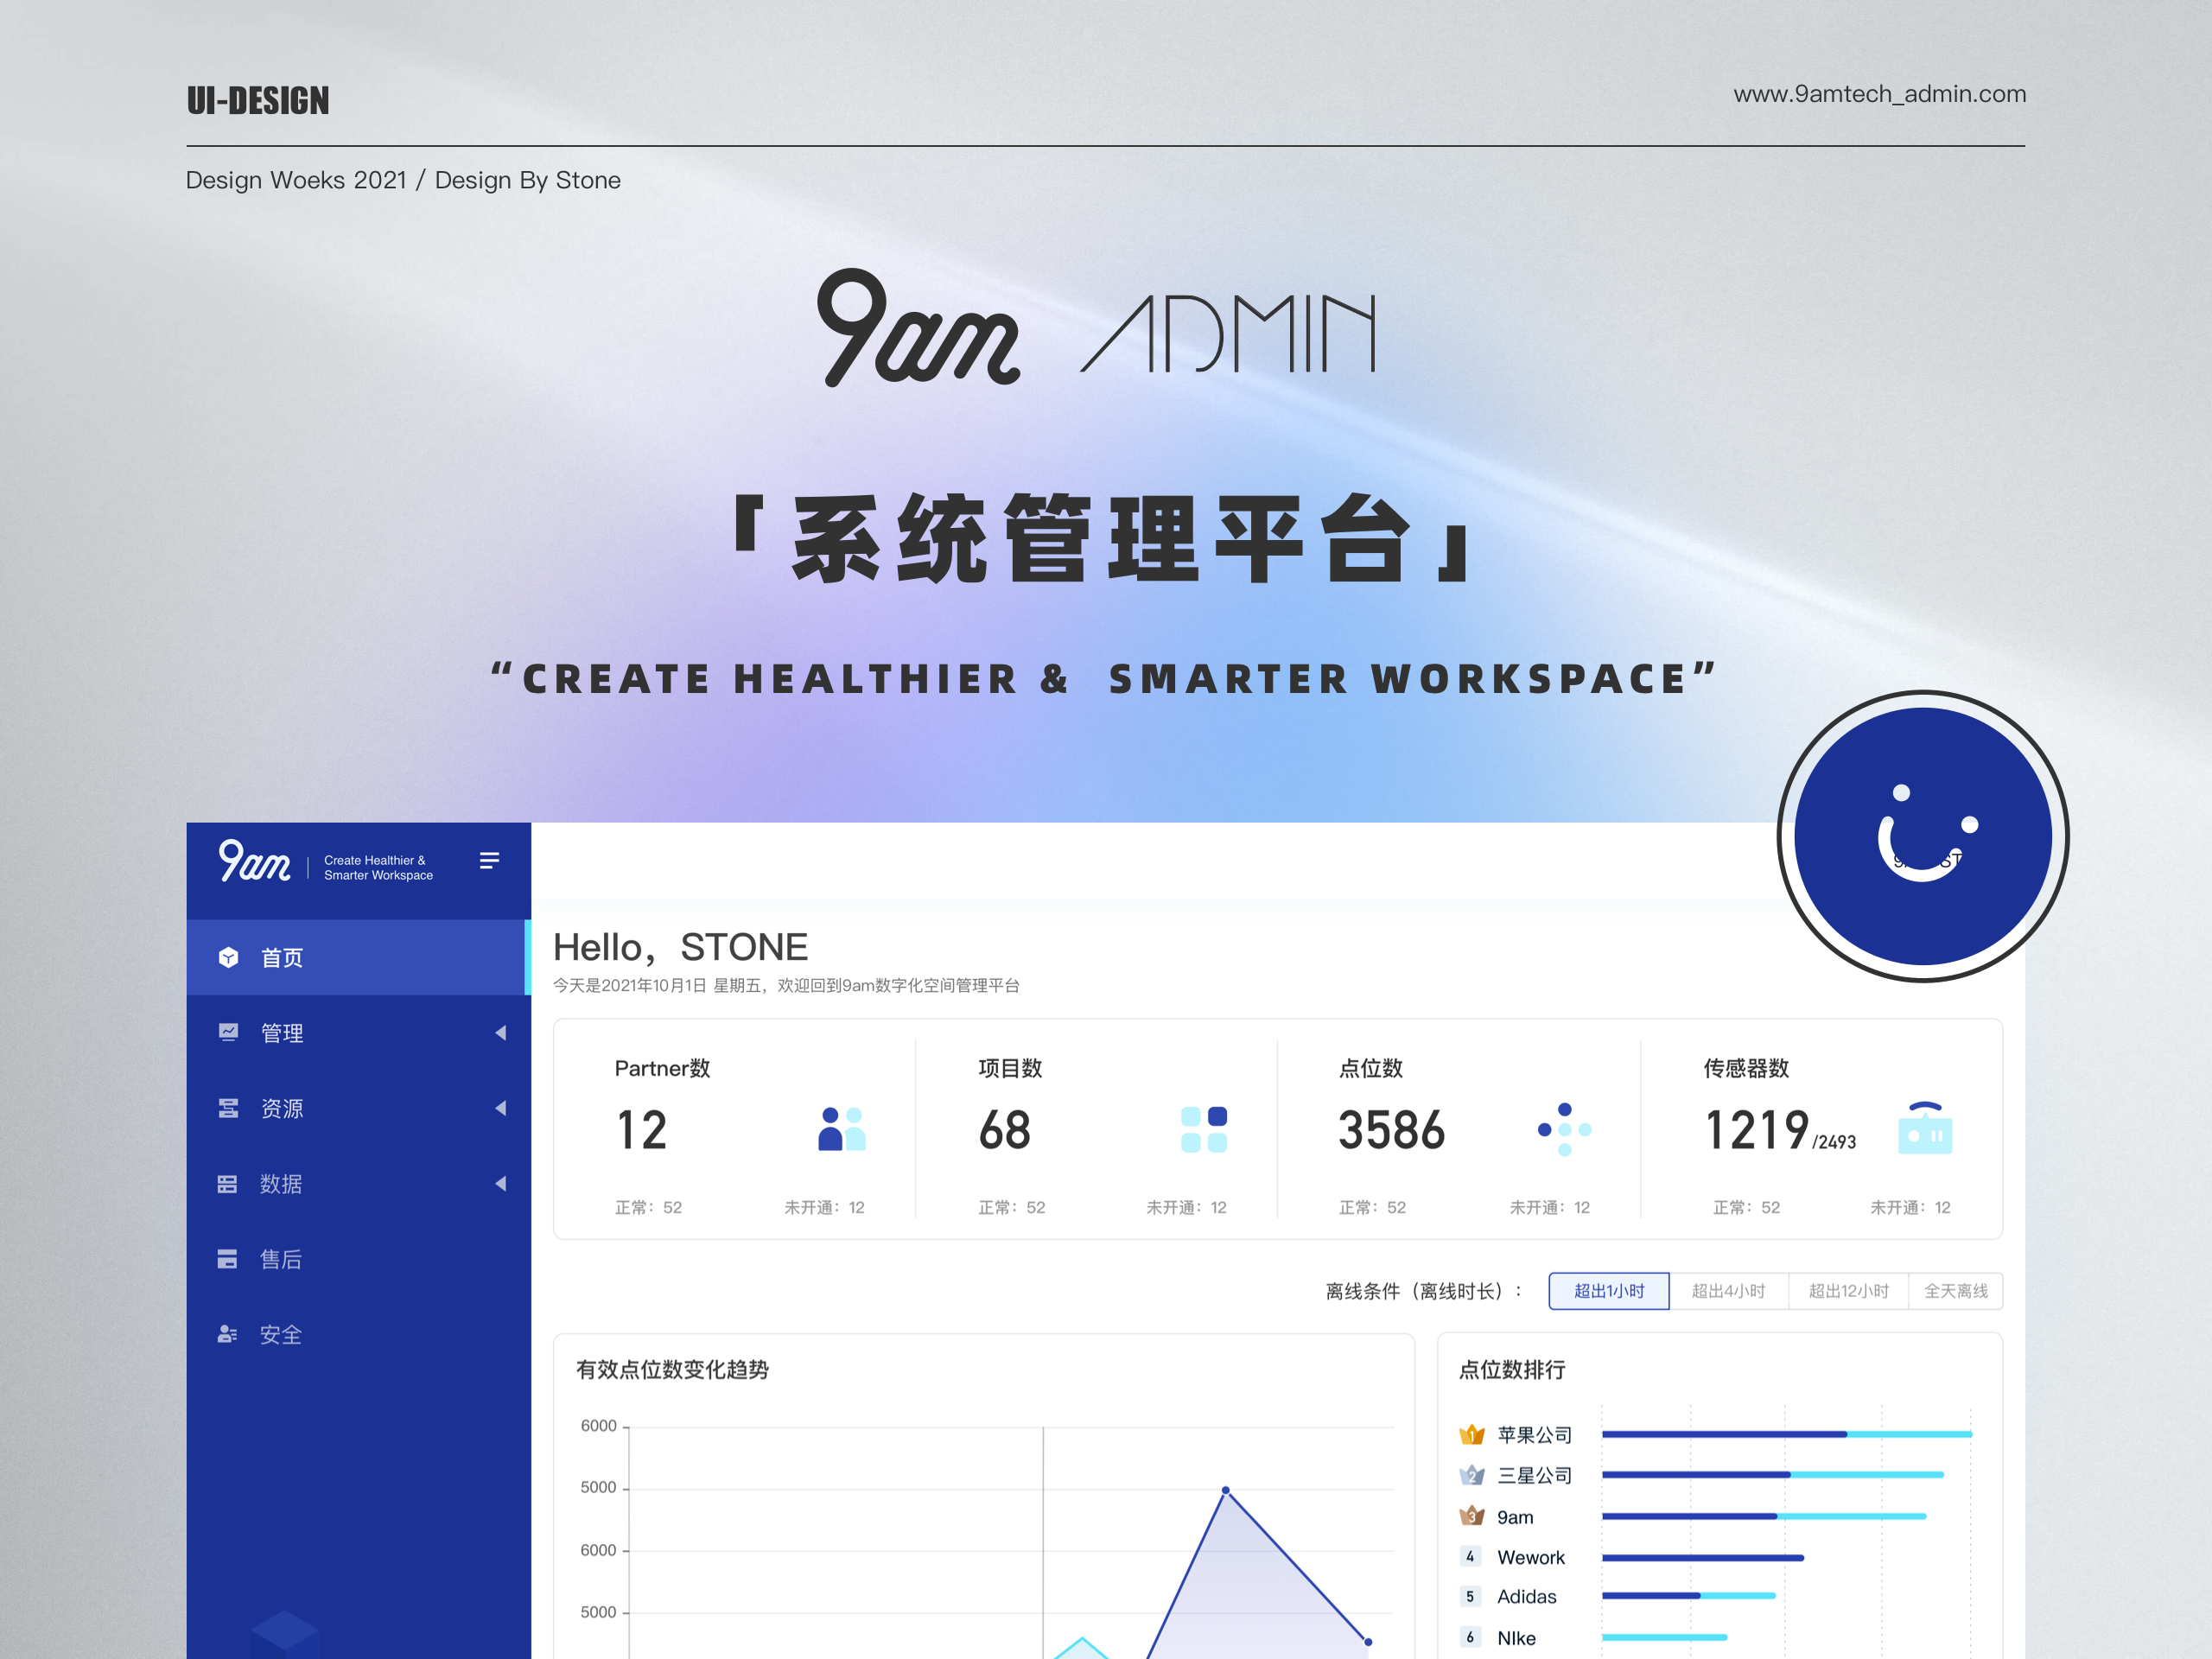 UI-DESIGN
www.9amtech_admin.com
Design Woeks 2021 / Design By Stone
9am ADMIN
「系统管理平台」
“CREATE HEALTHIER & SMARTER WORKSPACE”
9am
Create Healthier &
Smarter Workspace
首页
管理
资源
数据
售后
安全
Hello，STONE
今天是2021年10月1日 星期五，欢迎回到9am数字化空间管理平台
Partner数
12
正常：52
未开通：12
项目数
68
正常：52
未开通：12
点位数
3586
正常：52
未开通：12
传感器数
1219/2493
正常：52
未开通：12
离线条件（离线时长）：
超出1小时
超出4小时
超出12小时
全天离线
有效点位数变化趋势
6000
5000
6000
5000
点位数排行
1 苹果公司
2 三星公司
3 9am
4 Wework
5 Adidas
6 NIke